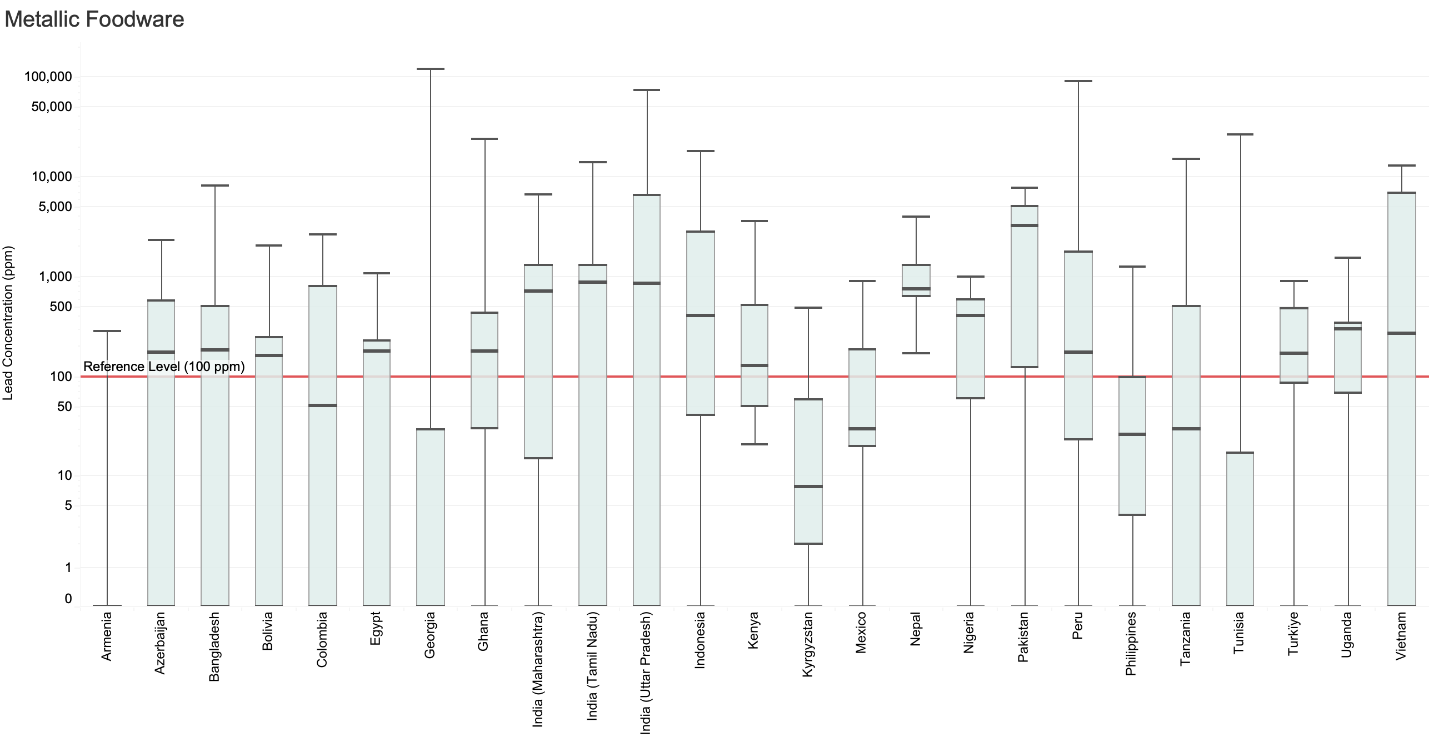 Metallic Foodware
Lead Concentration (ppm)
100,000
50,000
10,000
5,000
1,000
500
Reference Level (100 ppm)
100
50
10
5
1
0
Armenia
Azerbaijan
Bangladesh
Bolivia
Colombia
Egypt
Georgia
Ghana
India (Maharashtra)
India (Tamil Nadu)
India (Uttar Pradesh)
Indonesia
Kenya
Kyrgyzstan
Mexico
Nepal
Nigeria
Pakistan
Peru
Philippines
Tanzania
Tunisia
Turkïye
Uganda
Vietnam